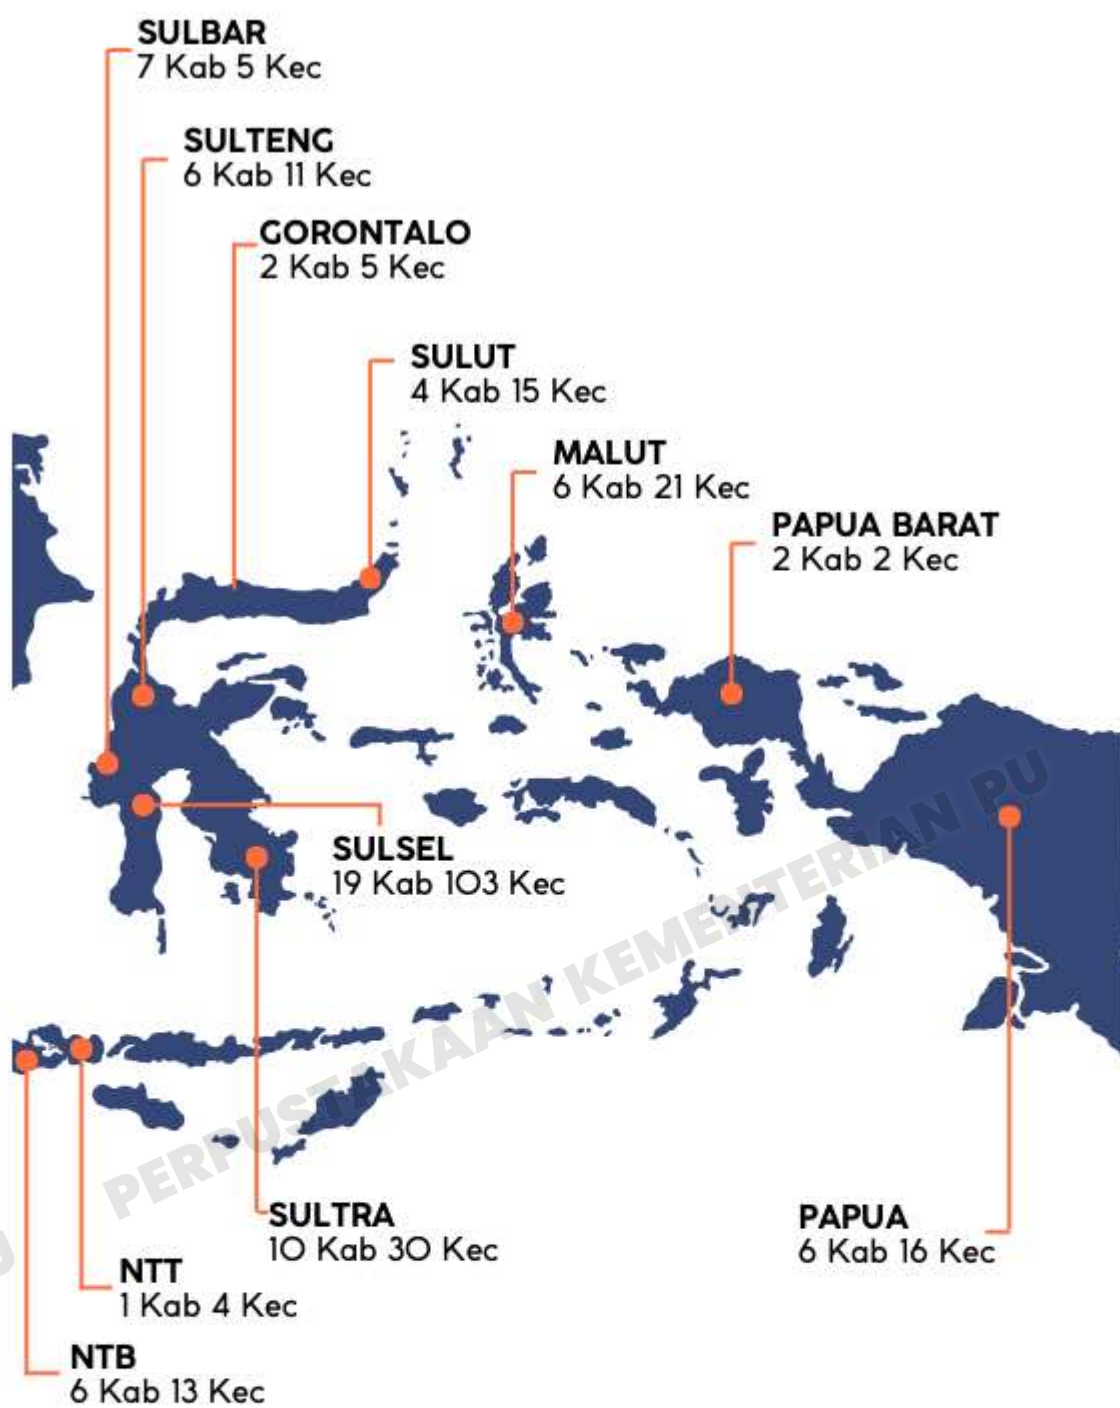 SULBAR
7 Kab 5 Kec
SULTENG
6 Kab 11 Kec
GORONTALO
2 Kab 5 Kec
SULUT
4 Kab 15 Kec
MALUT
6 Kab 21 Kec
PAPUA BARAT
2 Kab 2 Kec
SULSEL
19 Kab 103 Kec
PERPUSTAKAAN KEMENTERIAN PU
SULTRA
10 Kab 30 Kec
PAPUA
6 Kab 16 Kec
NTT
1 Kab 4 Kec
NTB
6 Kab 13 Kec